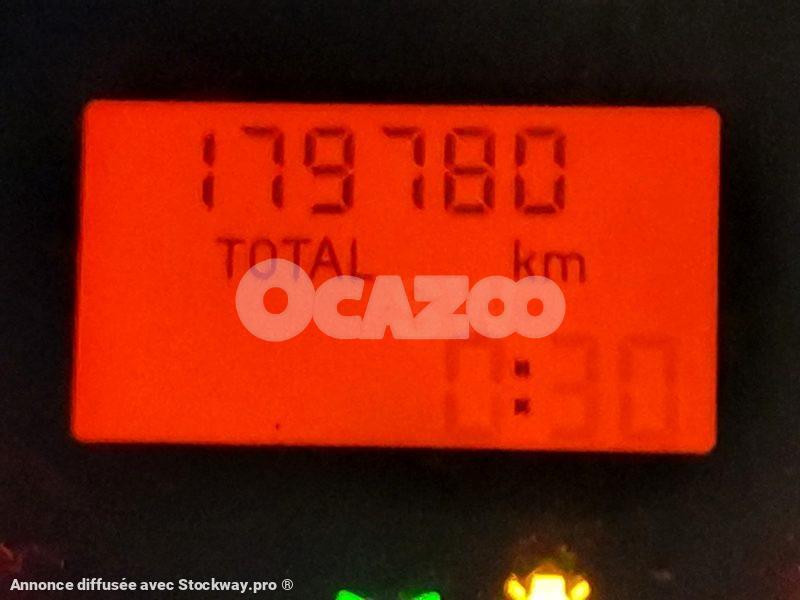 179780
TOTAL km
OCAZOO
0:30
Annonce diffusée avec Stockway.pro ®